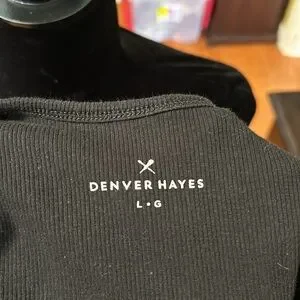 DENVER HAYES
L • G